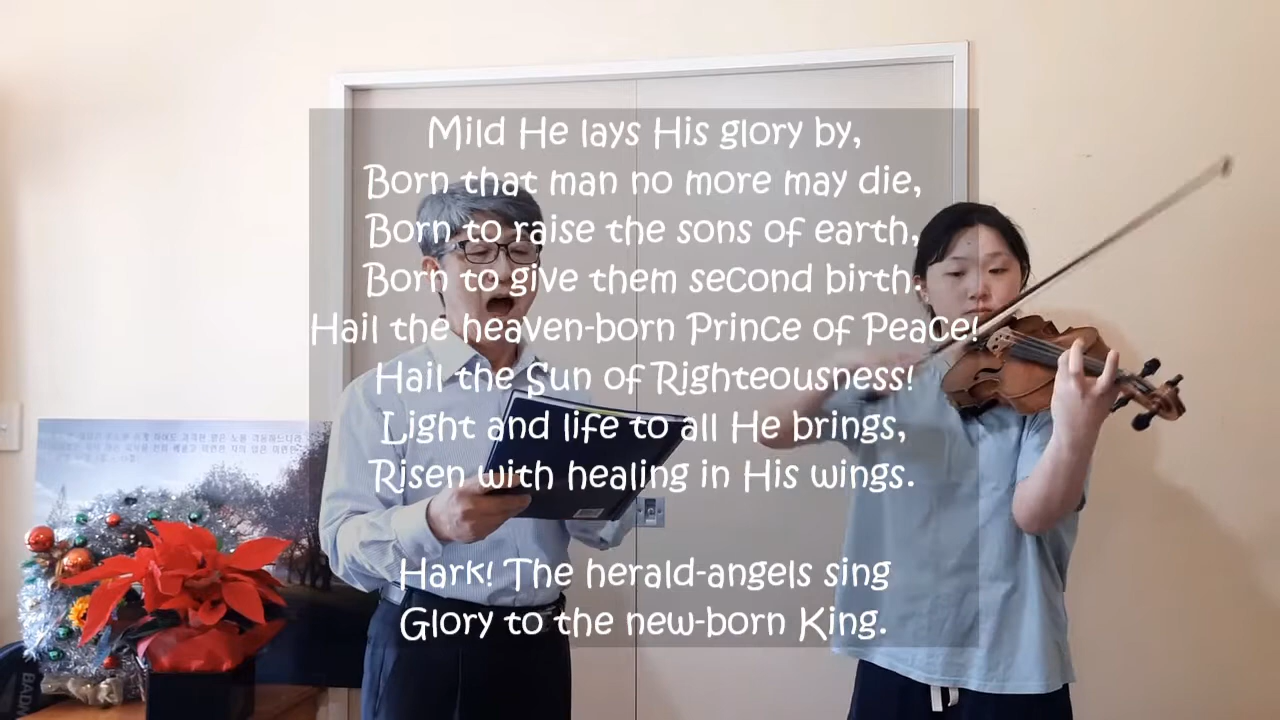 Mild He lays His glory by,
Born that man no more may die,
Born to raise the sons of earth,
Born to give them second birth.
Hail the heaven-born Prince of Peace!
Hail the Sun of Righteousness!
Light and life to all He brings,
Risen with healing in His wings.
Hark! The herald-angels sing
Glory to the new-born King.